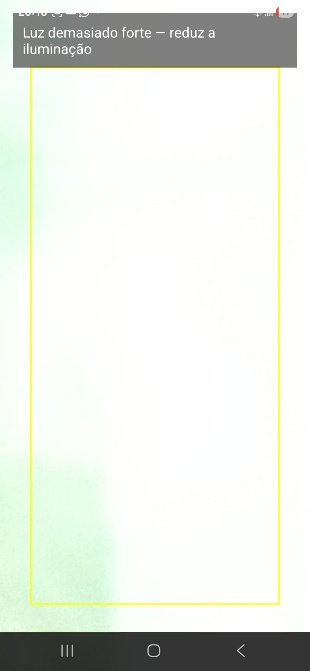 Luz demasiado forte — reduz a
iluminação